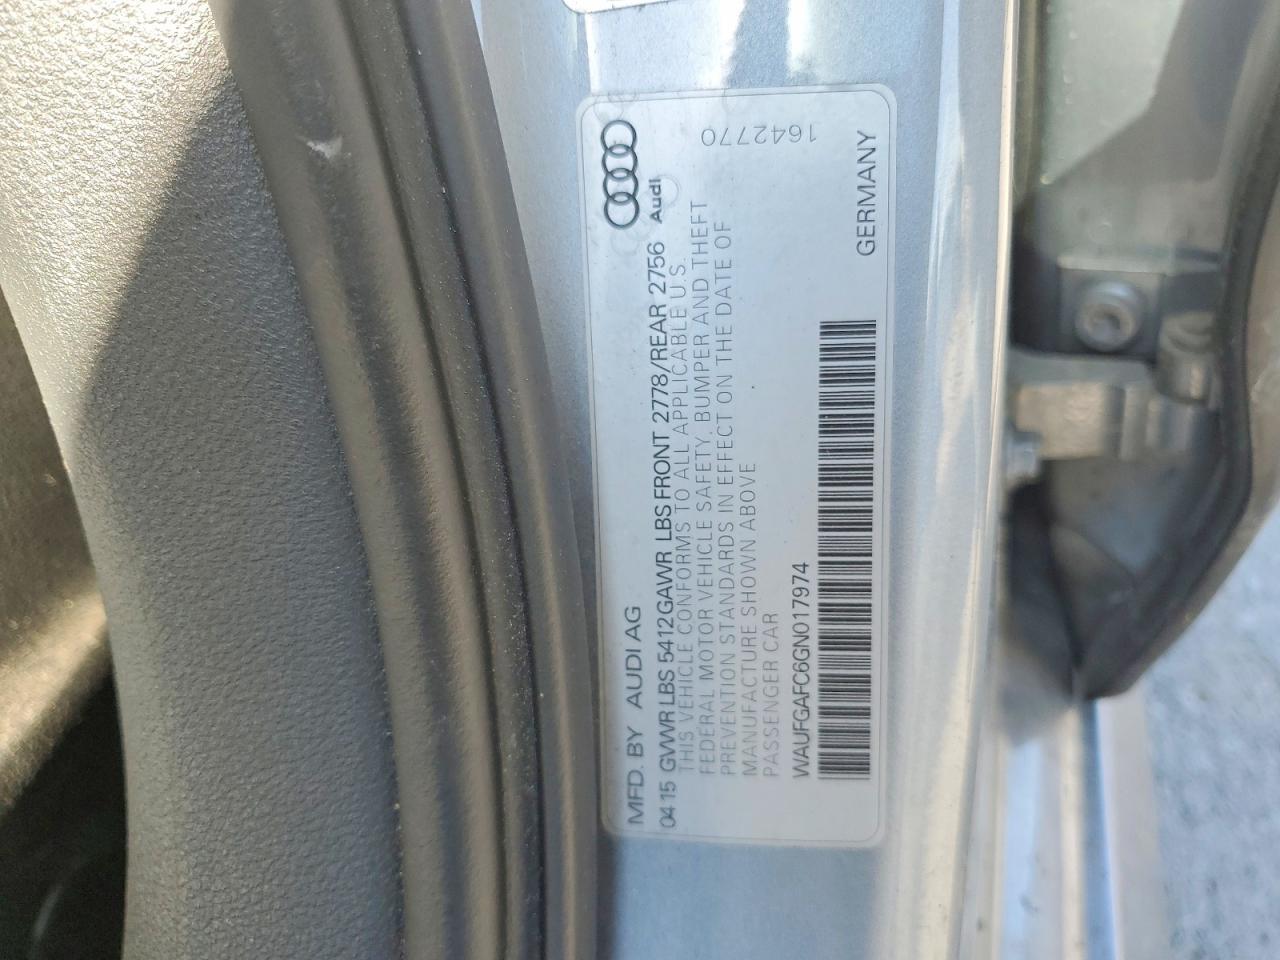 MFD. BY AUDI AG
Audi
04 15 GVWR LBS 5412 GAWR LBS FRONT 2778/REAR 2756
THIS VEHICLE CONFORMS TO ALL APPLICABLE U.S.
FEDERAL MOTOR VEHICLE SAFETY, BUMPER AND THEFT
PREVENTION STANDARDS IN EFFECT ON THE DATE OF
MANUFACTURE SHOWN ABOVE
PASSENGER CAR
WAUFGAFC6GN017974
1642770
GERMANY